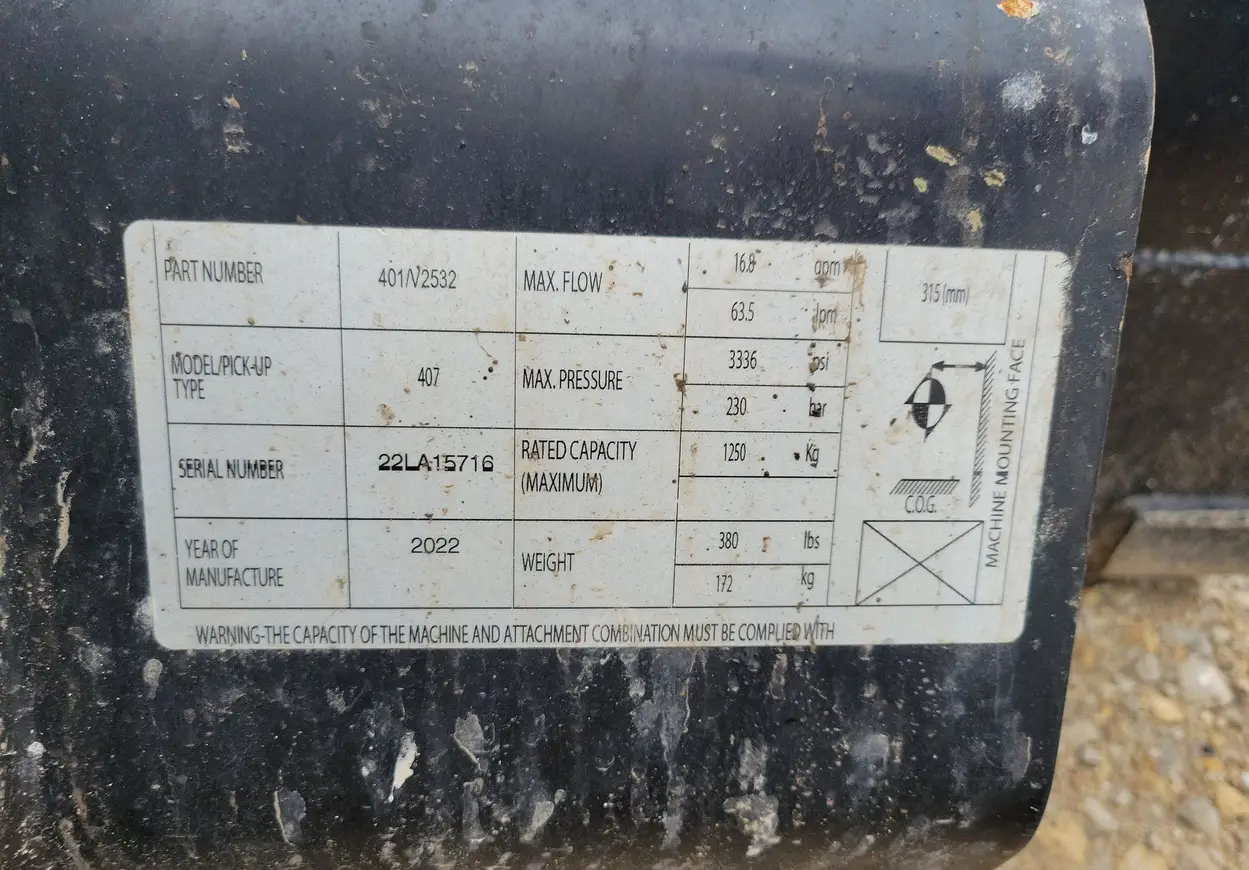 PART NUMBER 401/V2532
MAX. FLOW 16.8 gpm
63.5 lpm
315 (mm)
MODEL/PICK-UP
TYPE
407
MAX. PRESSURE 3336 psi
230 bar
SERIAL NUMBER 22LA15716
RATED CAPACITY
(MAXIMUM)
1250 Kg
C.O.G.
MACHINE MOUNTING FACE
YEAR OF
MANUFACTURE
2022
WEIGHT 380 lbs
172 kg
WARNING-THE CAPACITY OF THE MACHINE AND ATTACHMENT COMBINATION MUST BE COMPLIED WITH